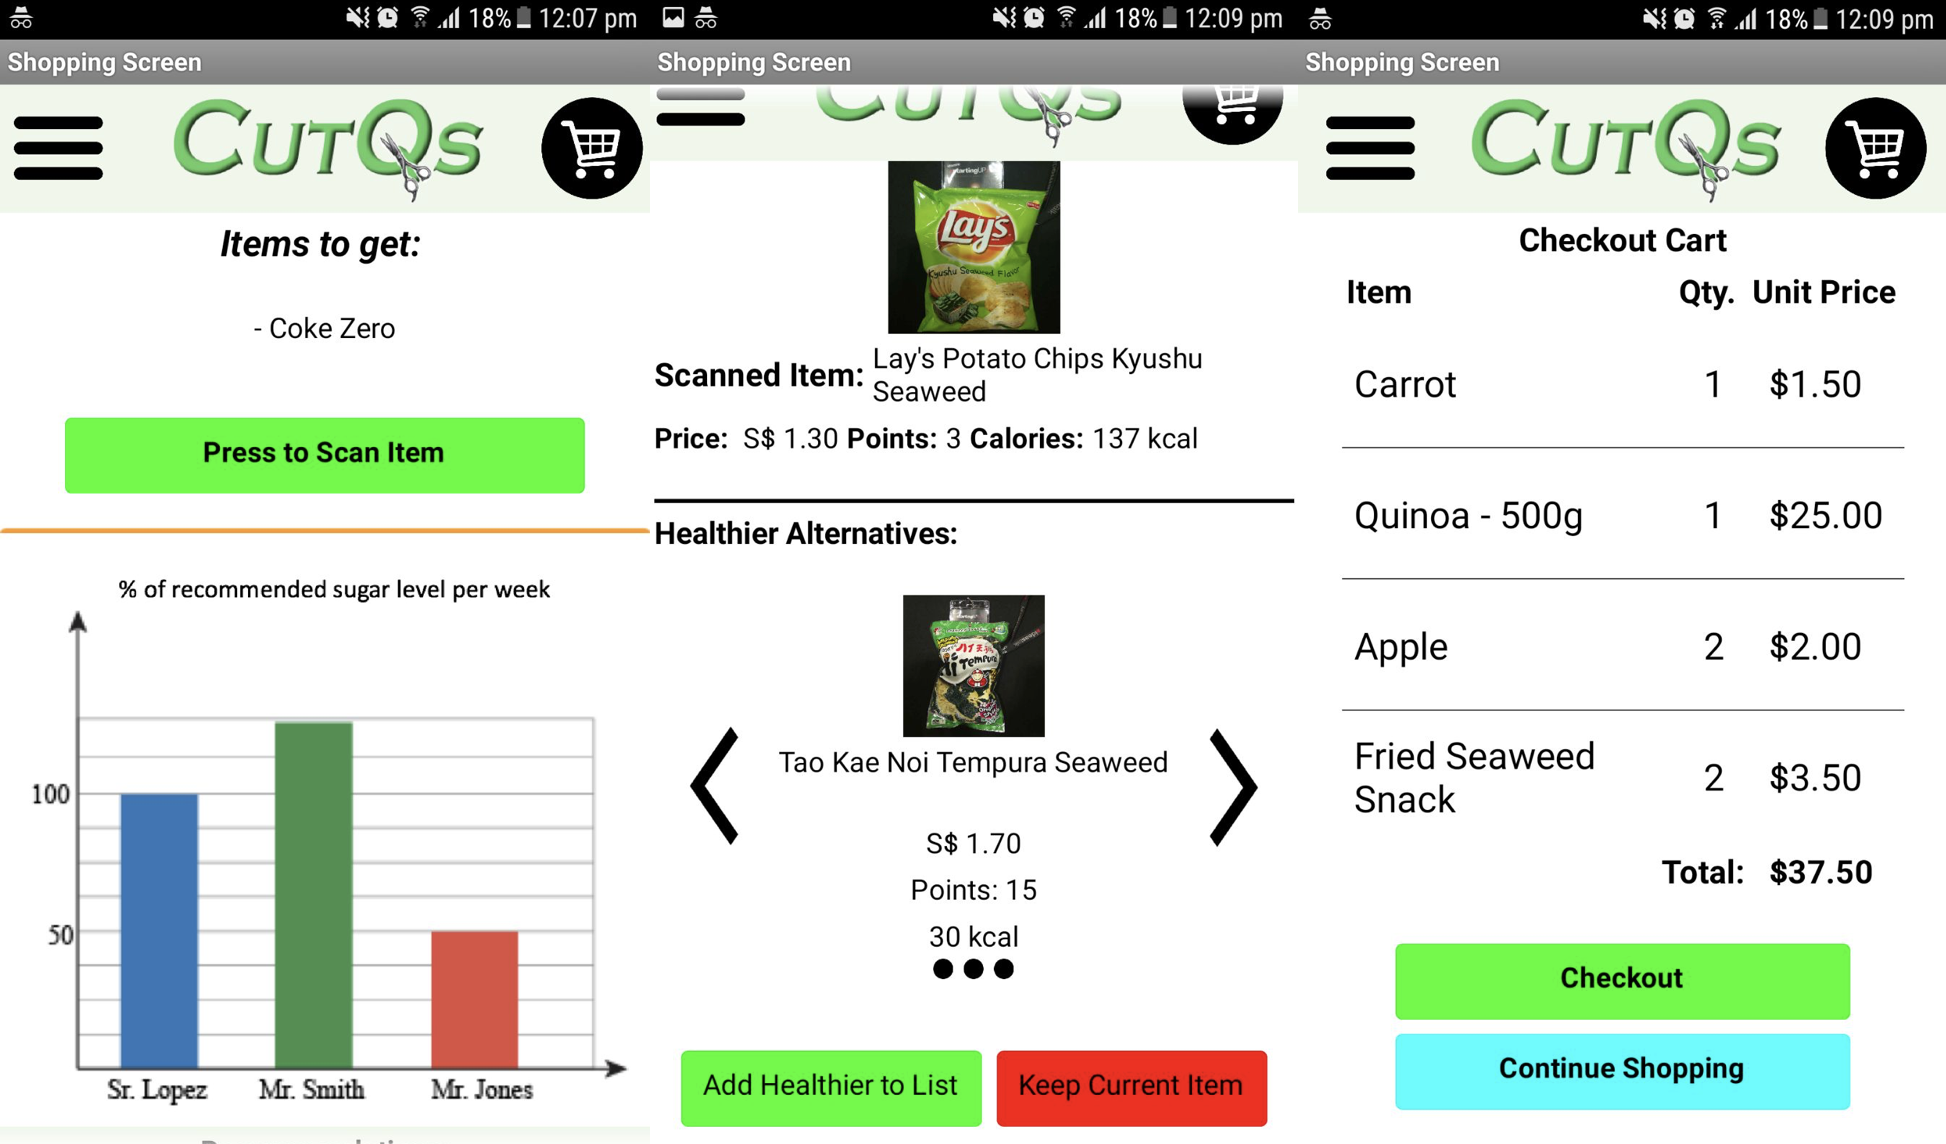 18% 12:07 pm
Shopping Screen
CutQs
Items to get:
- Coke Zero
Press to Scan Item
% of recommended sugar level per week
100
50
Sr. Lopez Mr. Smith Mr. Jones
18% 12:09 pm
Shopping Screen
CutQs
Lay's
Kyushu Seaweed Flavor
Scanned Item: Lay's Potato Chips Kyushu
Seaweed
Price: S$ 1.30 Points: 3 Calories: 137 kcal
Healthier Alternatives:
Tempura
Tao Kae Noi Tempura Seaweed
S$ 1.70
Points: 15
30 kcal
Add Healthier to List Keep Current Item
18% 12:09 pm
Shopping Screen
CutQs
Checkout Cart
Item Qty. Unit Price
Carrot 1 $1.50
Quinoa - 500g 1 $25.00
Apple 2 $2.00
Fried Seaweed
Snack 2 $3.50
Total: $37.50
Checkout
Continue Shopping